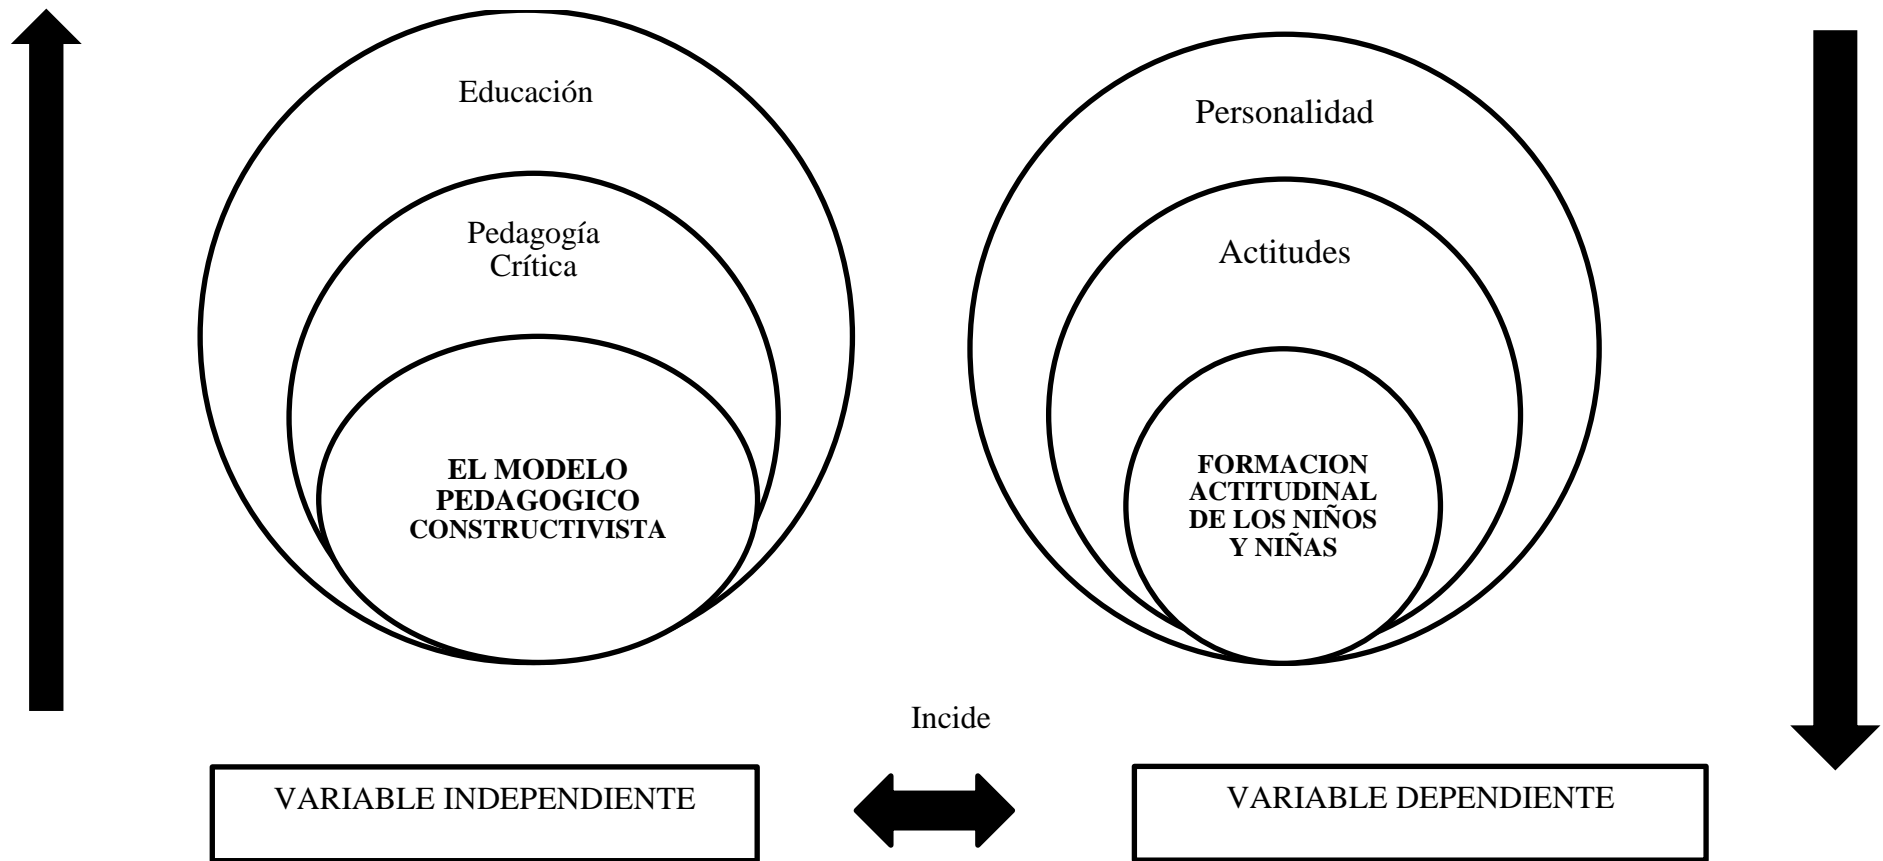 Educación
Pedagogía
Crítica
EL MODELO
PEDAGOGICO
CONSTRUCTIVISTA
Personalidad
Actitudes
FORMACION
ACTITUDINAL
DE LOS NIÑOS
Y NIÑAS
Incide
VARIABLE INDEPENDIENTE
VARIABLE DEPENDIENTE